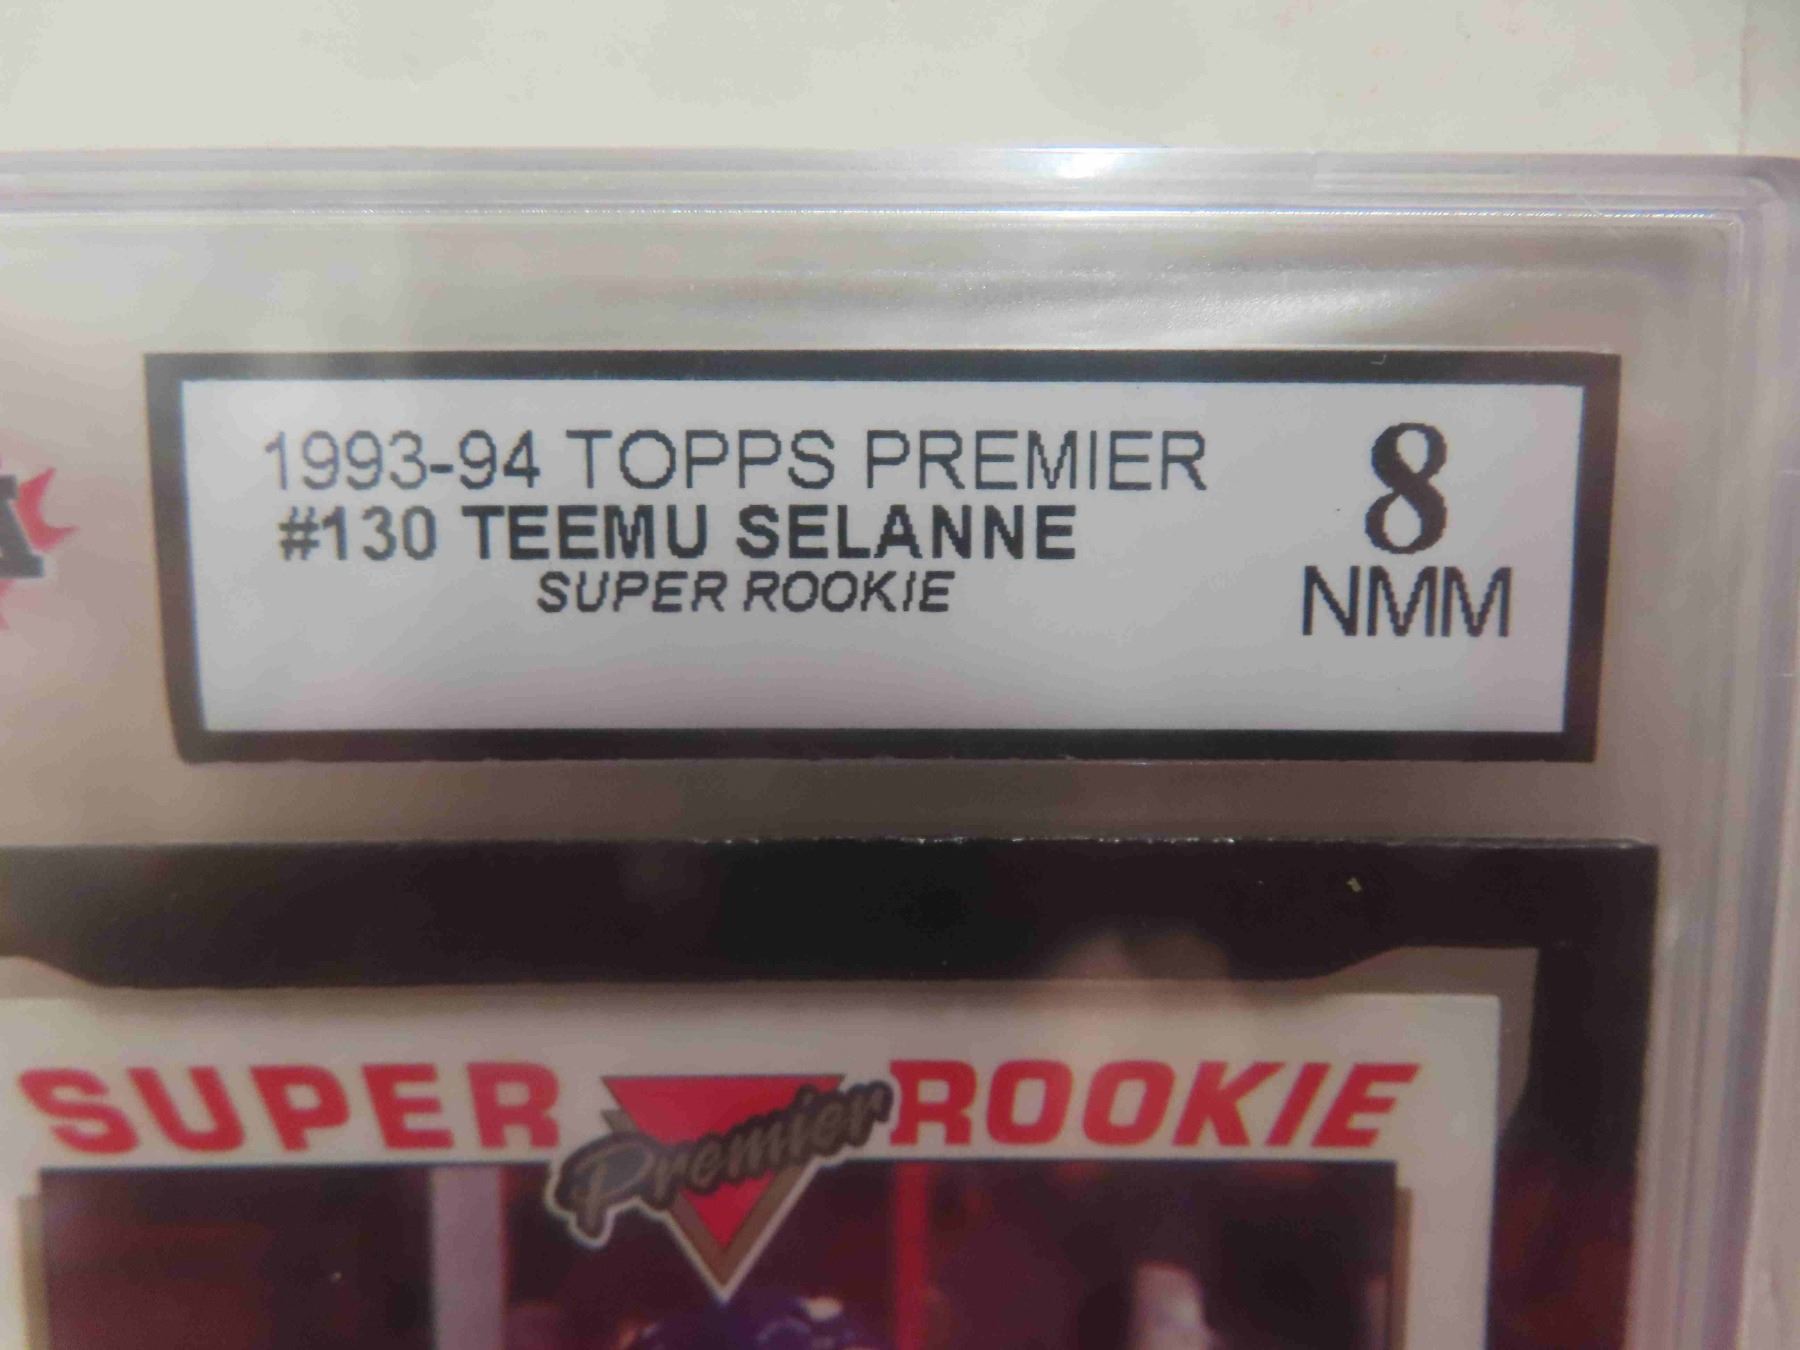 1993-94 TOPPS PREMIER
#130 TEEMU SELANNE
SUPER ROOKIE
8
NMM
SUPER Premier ROOKIE